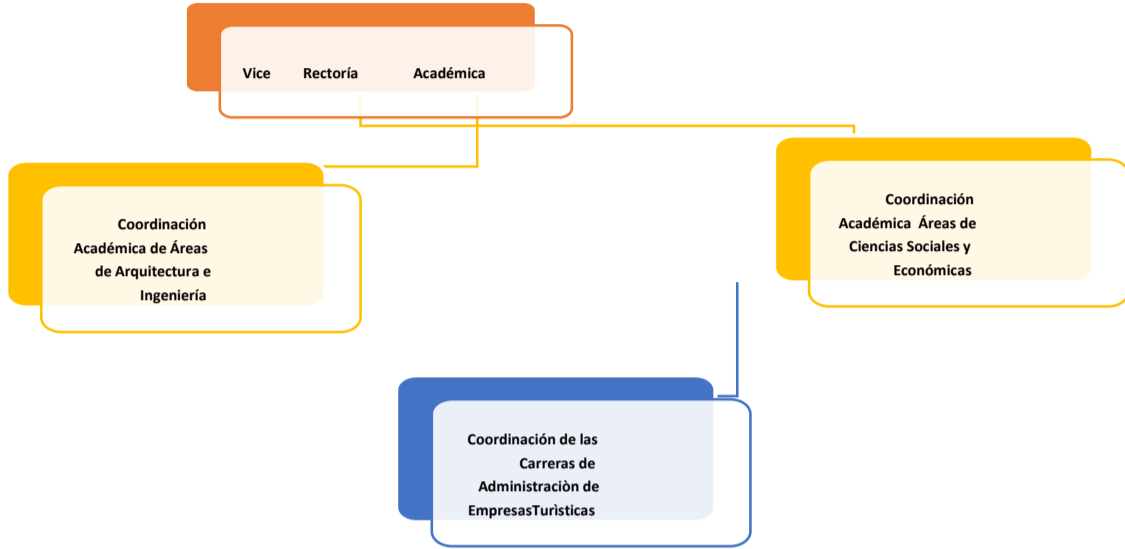 Vice Rectoría Académica
Coordinación
Académica de Áreas
de Arquitectura e
Ingeniería
Coordinación
Académica Áreas de
Ciencias Sociales y
Económicas
Coordinación de las
Carreras de
Administraciòn de
EmpresasTurìsticas